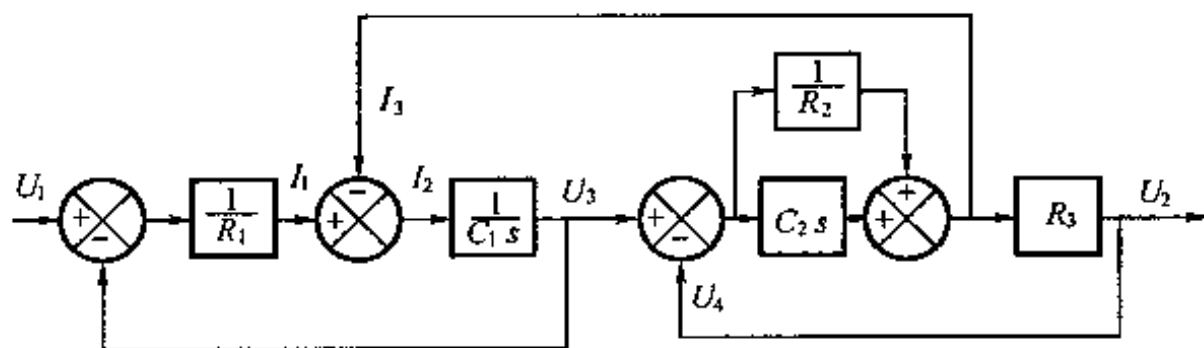 I₃
1/R₂
U₁
+
−
1/R₁
I₁
−
+
I₂
1/C₁ s
U₃
+
−
C₂ s
+
+
R₃
U₂
U₄